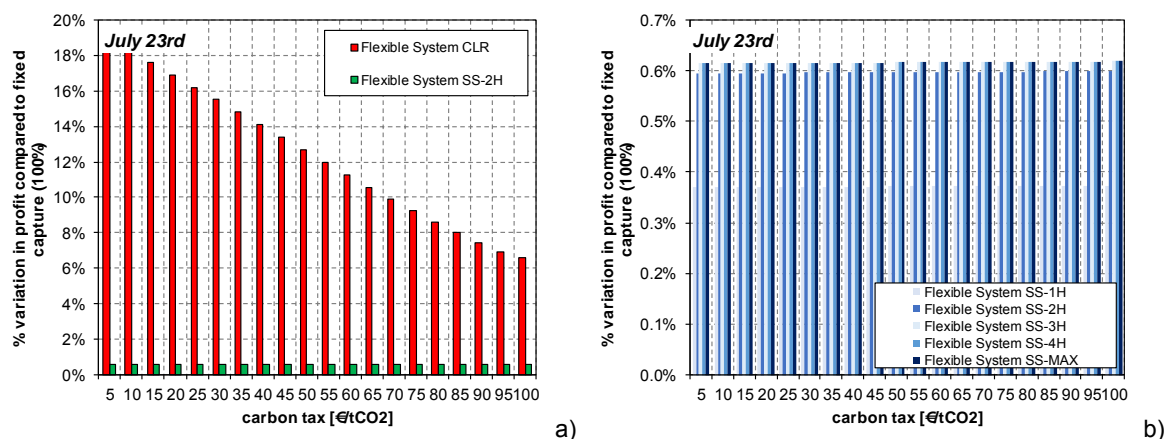 July 23rd
Flexible System CLR
Flexible System SS-2H
20%
18%
16%
14%
12%
10%
8%
6%
4%
2%
0%
% variation in profit compared to fixed
capture (100%)
5 10 15 20 25 30 35 40 45 50 55 60 65 70 75 80 85 90 95 100
carbon tax [€/tCO2]
a)
July 23rd
0.7%
0.6%
0.5%
0.4%
0.3%
0.2%
0.1%
0.0%
% variation in profit compared to fixed
capture (100%)
Flexible System SS-1H
Flexible System SS-2H
Flexible System SS-3H
Flexible System SS-4H
Flexible System SS-MAX
5 10 15 20 25 30 35 40 45 50 55 60 65 70 75 80 85 90 95 100
carbon tax [€/tCO2]
b)